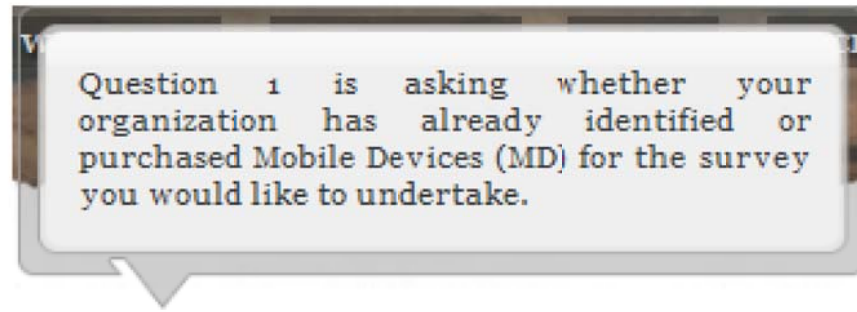 Question 1 is asking whether your
organization has already identified or
purchased Mobile Devices (MD) for the survey
you would like to undertake.